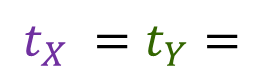 t_X = t_Y =